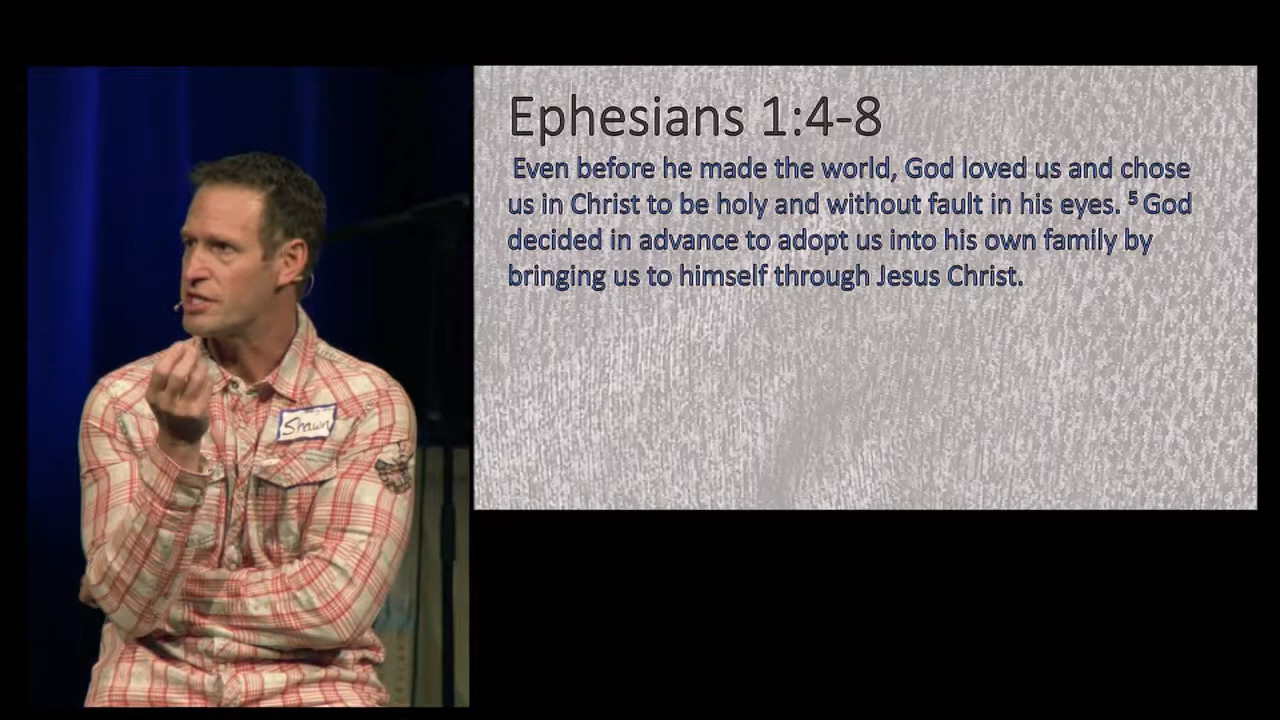 Ephesians 1:4-8
Even before he made the world, God loved us and chose
us in Christ to be holy and without fault in his eyes. 5 God
decided in advance to adopt us into his own family by
bringing us to himself through Jesus Christ.
Shawn